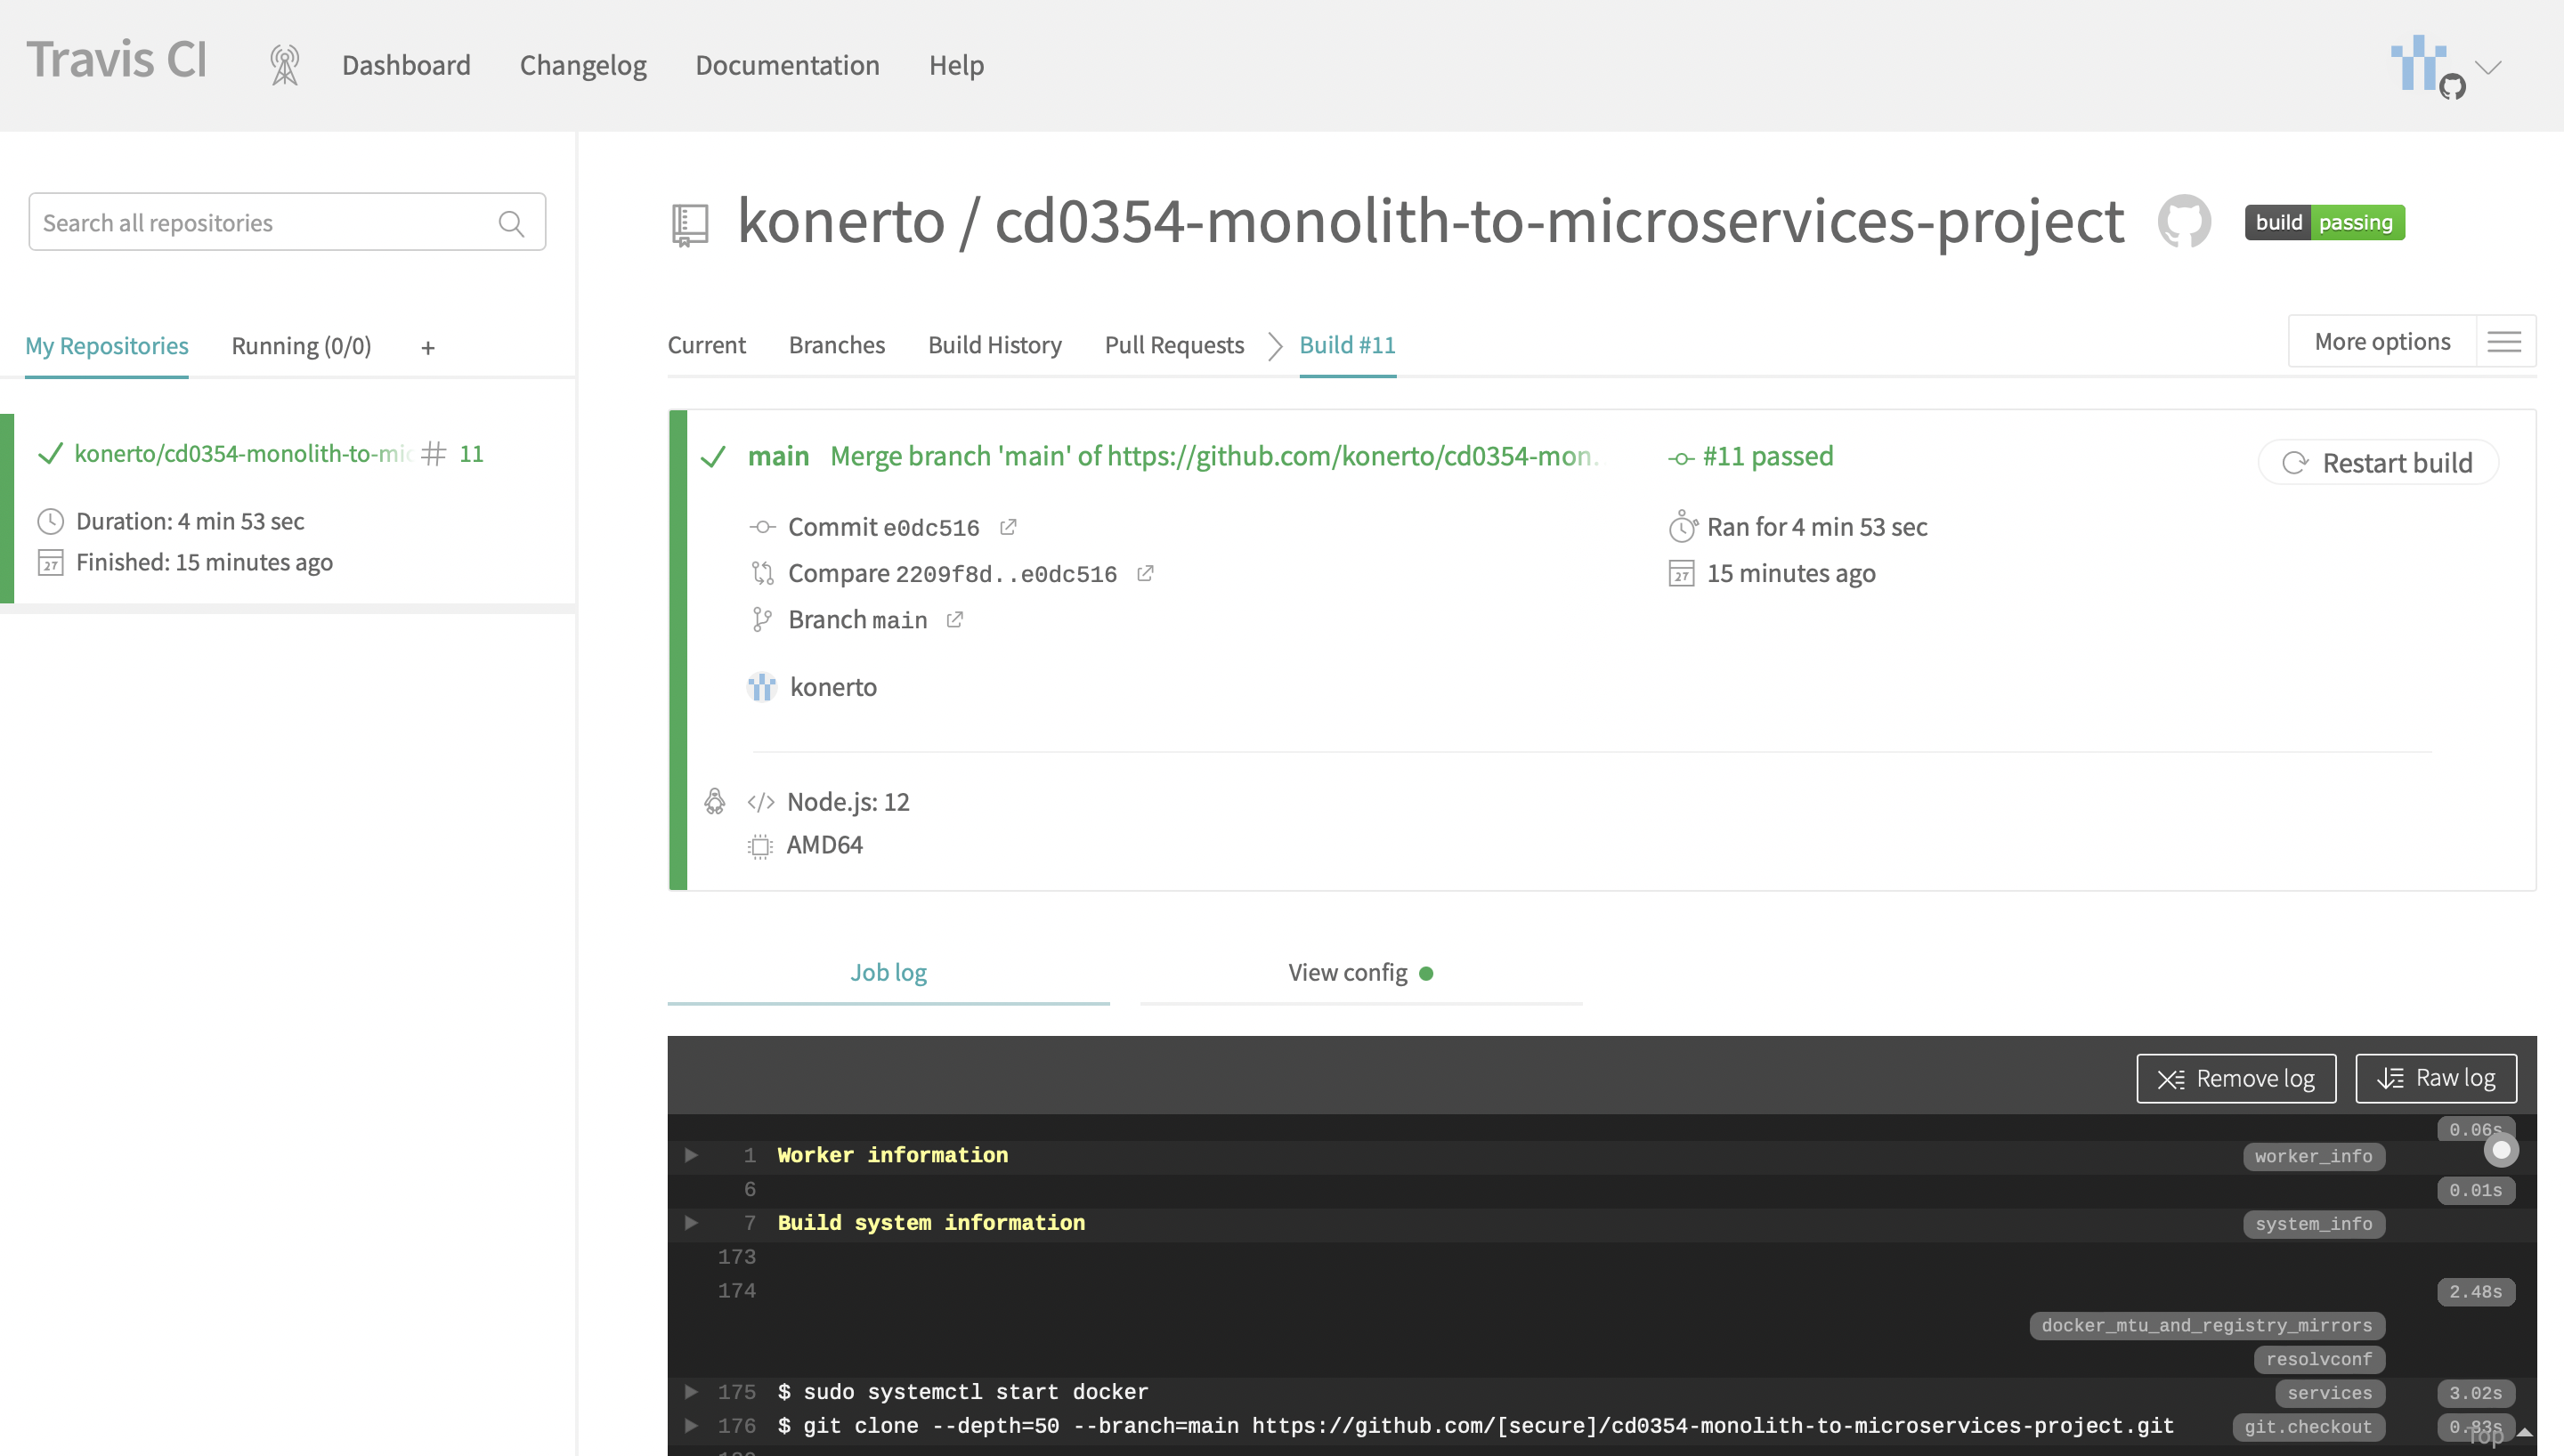 Travis CI
Dashboard Changelog Documentation Help
Search all repositories
My Repositories Running (0/0) +
konerto/cd0354-monolith-to-mic # 11
Duration: 4 min 53 sec
27 Finished: 15 minutes ago
konerto / cd0354-monolith-to-microservices-project build passing
Current Branches Build History Pull Requests Build #11 More options
main Merge branch 'main' of https://github.com/konerto/cd0354-mon.
#11 passed
Restart build
Commit e0dc516
Compare 2209f8d..e0dc516
Branch main
konerto
Ran for 4 min 53 sec
27 15 minutes ago
</> Node.js: 12
AMD64
Job log View config
Remove log Raw log
0.06s
1 Worker information worker_info
6 0.01s
7 Build system information system_info
173
174 2.48s
docker_mtu_and_registry_mirrors
resolvconf
175 $ sudo systemctl start docker services 3.02s
176 $ git clone --depth=50 --branch=main https://github.com/[secure]/cd0354-monolith-to-microservices-project.git git.checkout 0.83s
Top